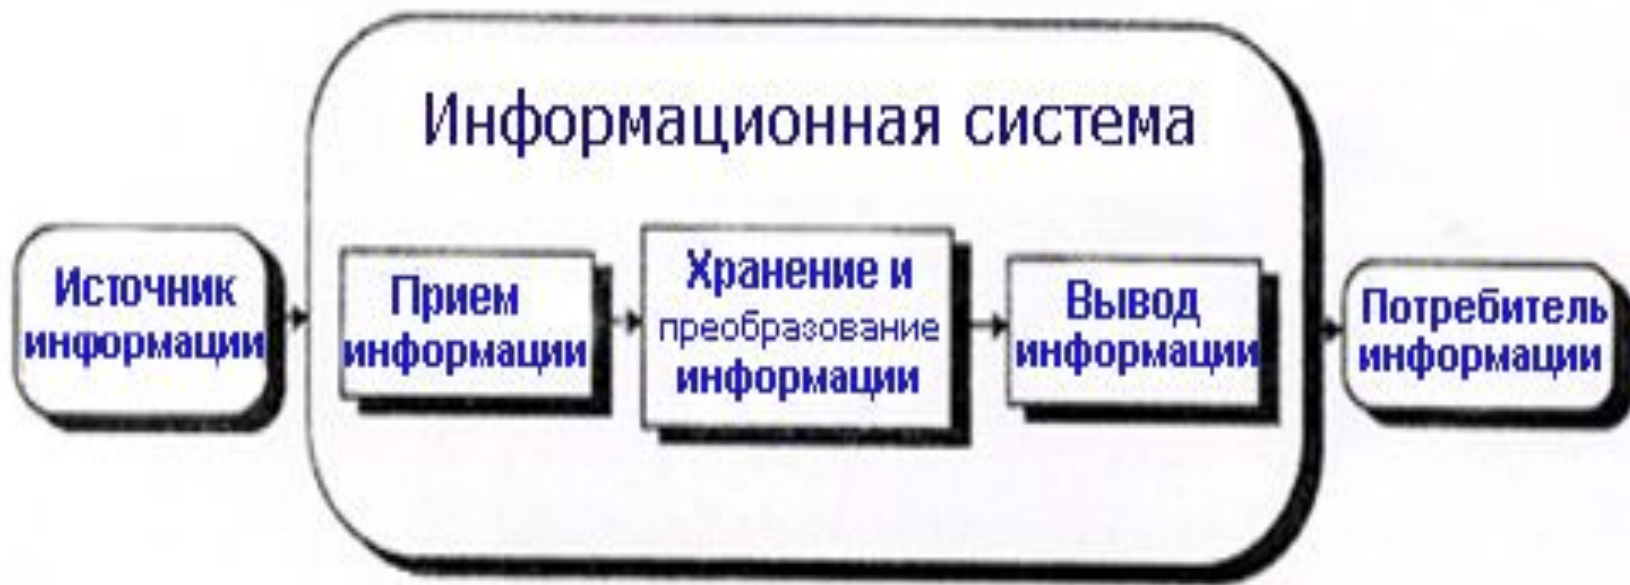 Информационная система
Источник
информации
Прием
информации
Хранение и
преобразование
информации
Вывод
информации
Потребитель
информации